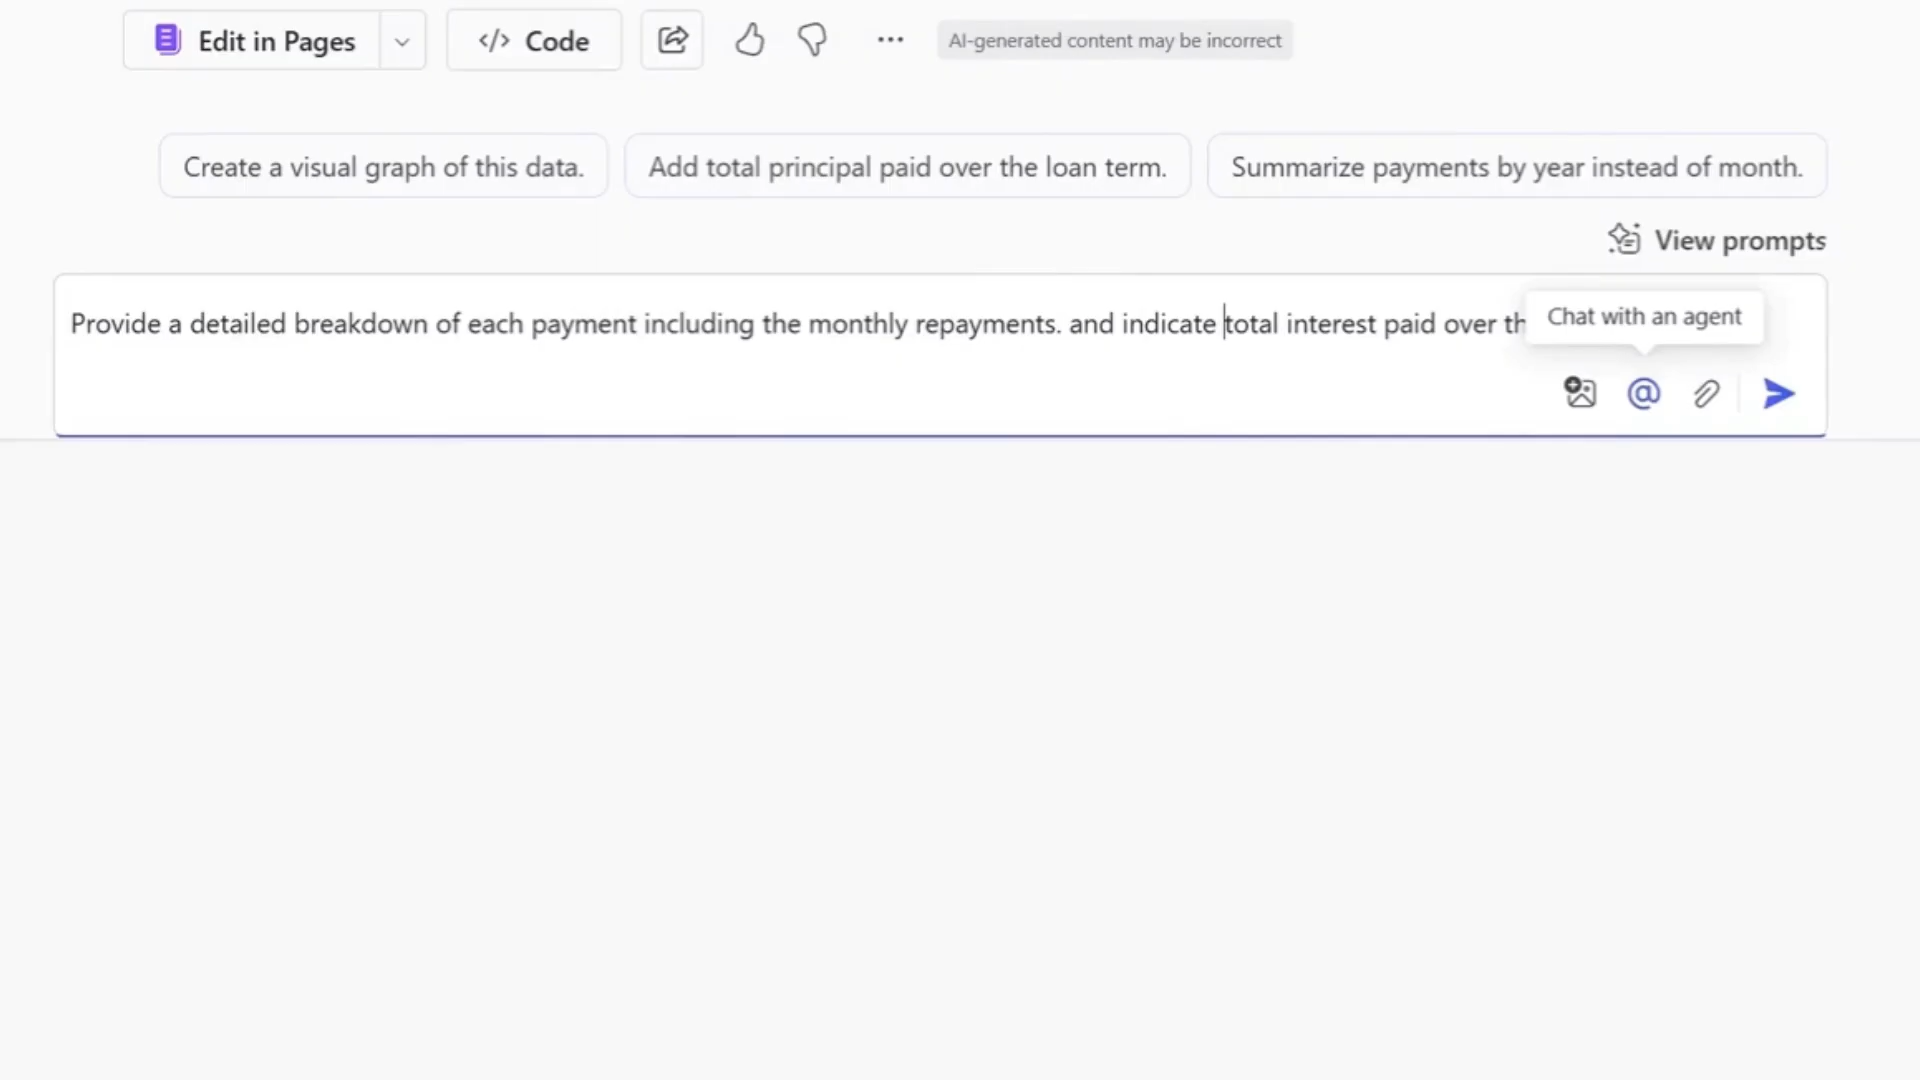 Edit in Pages
</> Code
AI-generated content may be incorrect
Create a visual graph of this data.
Add total principal paid over the loan term.
Summarize payments by year instead of month.
View prompts
Provide a detailed breakdown of each payment including the monthly repayments. and indicate total interest paid over th
Chat with an agent